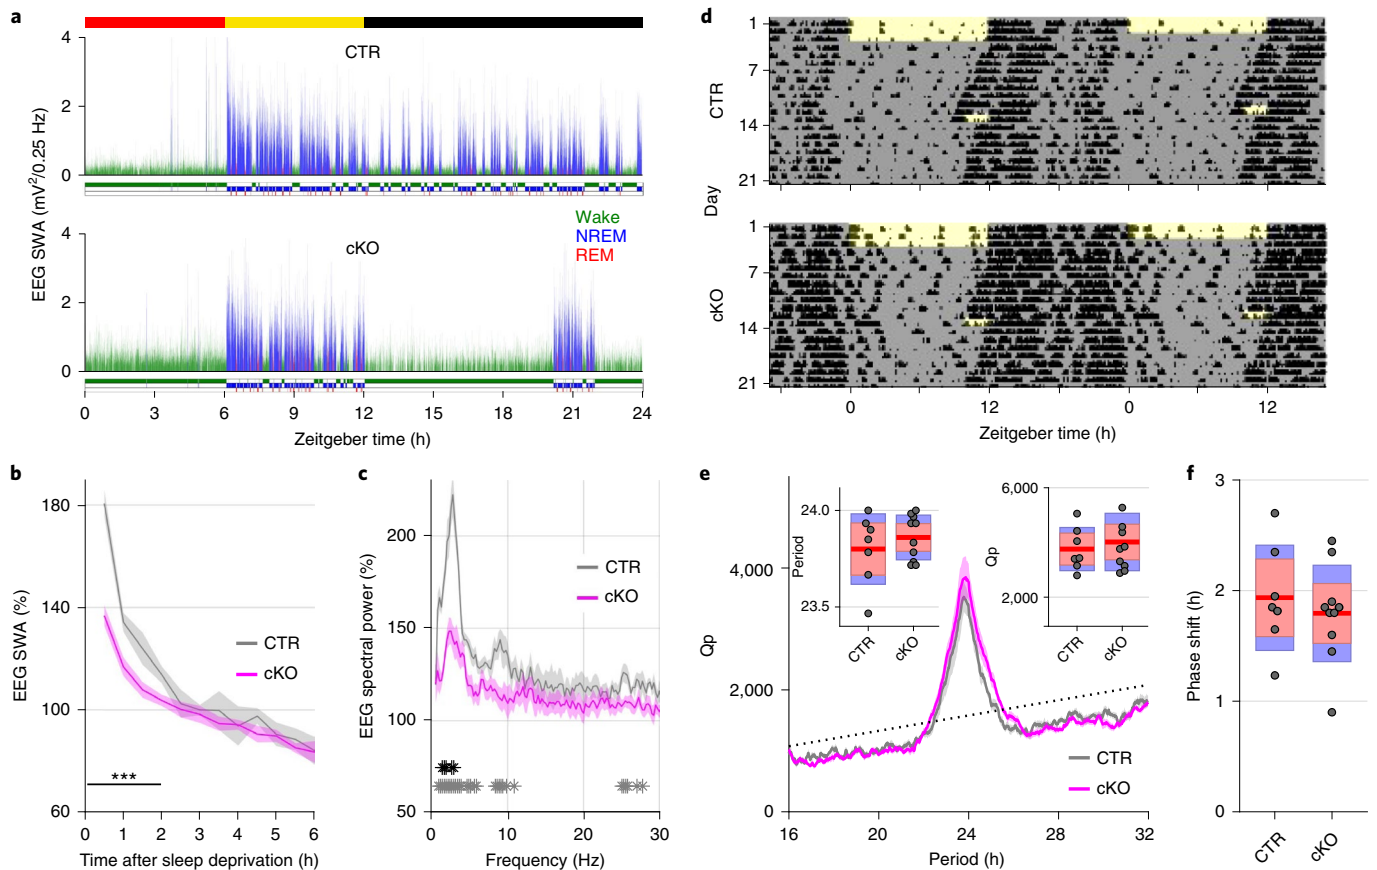 a
CTR
EEG SWA (mV²/0.25 Hz)
4
2
0
Wake
NREM
REM
cKO
4
2
0
0 3 6 9 12 15 18 21 24
Zeitgeber time (h)
b
EEG SWA (%)
180
140
100
60
CTR
cKO
***
0 1 2 3 4 5 6
Time after sleep deprivation (h)
c
EEG spectral power (%)
200
150
100
50
CTR
cKO
0 10 20 30
Frequency (Hz)
d
Day
CTR
1
7
14
21
cKO
1
7
14
21
0 12 0 12
Zeitgeber time (h)
e
Qp
4,000
2,000
0
Period
24.0
23.5
CTR cKO
Qp
6,000
2,000
CTR cKO
CTR
cKO
16 20 24 28 32
Period (h)
f
Phase shift (h)
3
2
1
0
CTR cKO